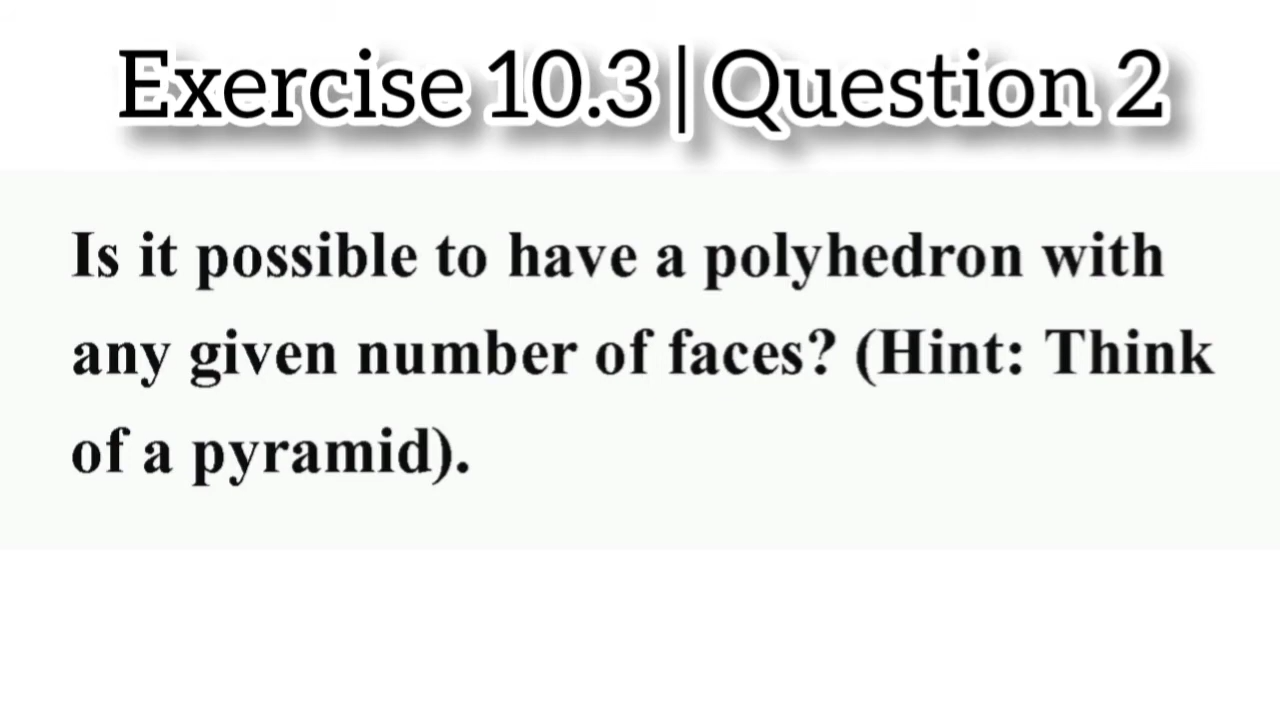 Exercise 10.3 | Question 2
Is it possible to have a polyhedron with
any given number of faces? (Hint: Think
of a pyramid).